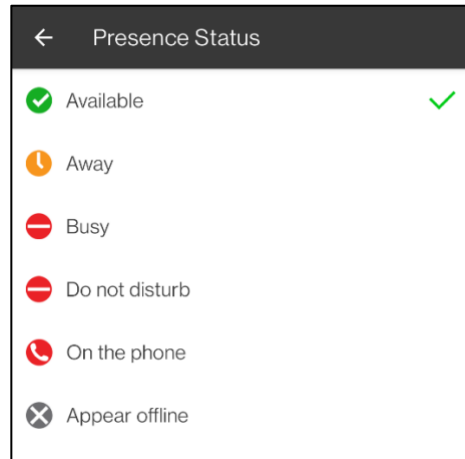 Presence Status
Available
Away
Busy
Do not disturb
On the phone
Appear offline